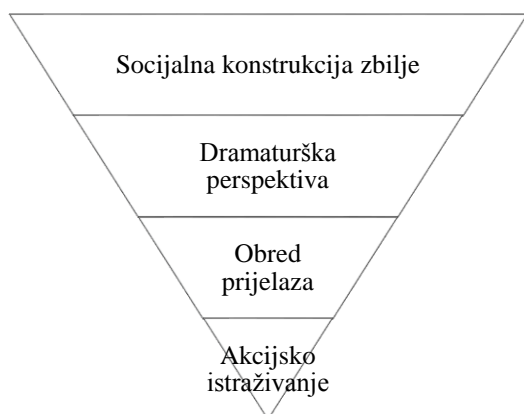 Socijalna konstrukcija zbilje
Dramaturška
perspektiva
Obred
prijelaza
Akcijsko
istraživanje